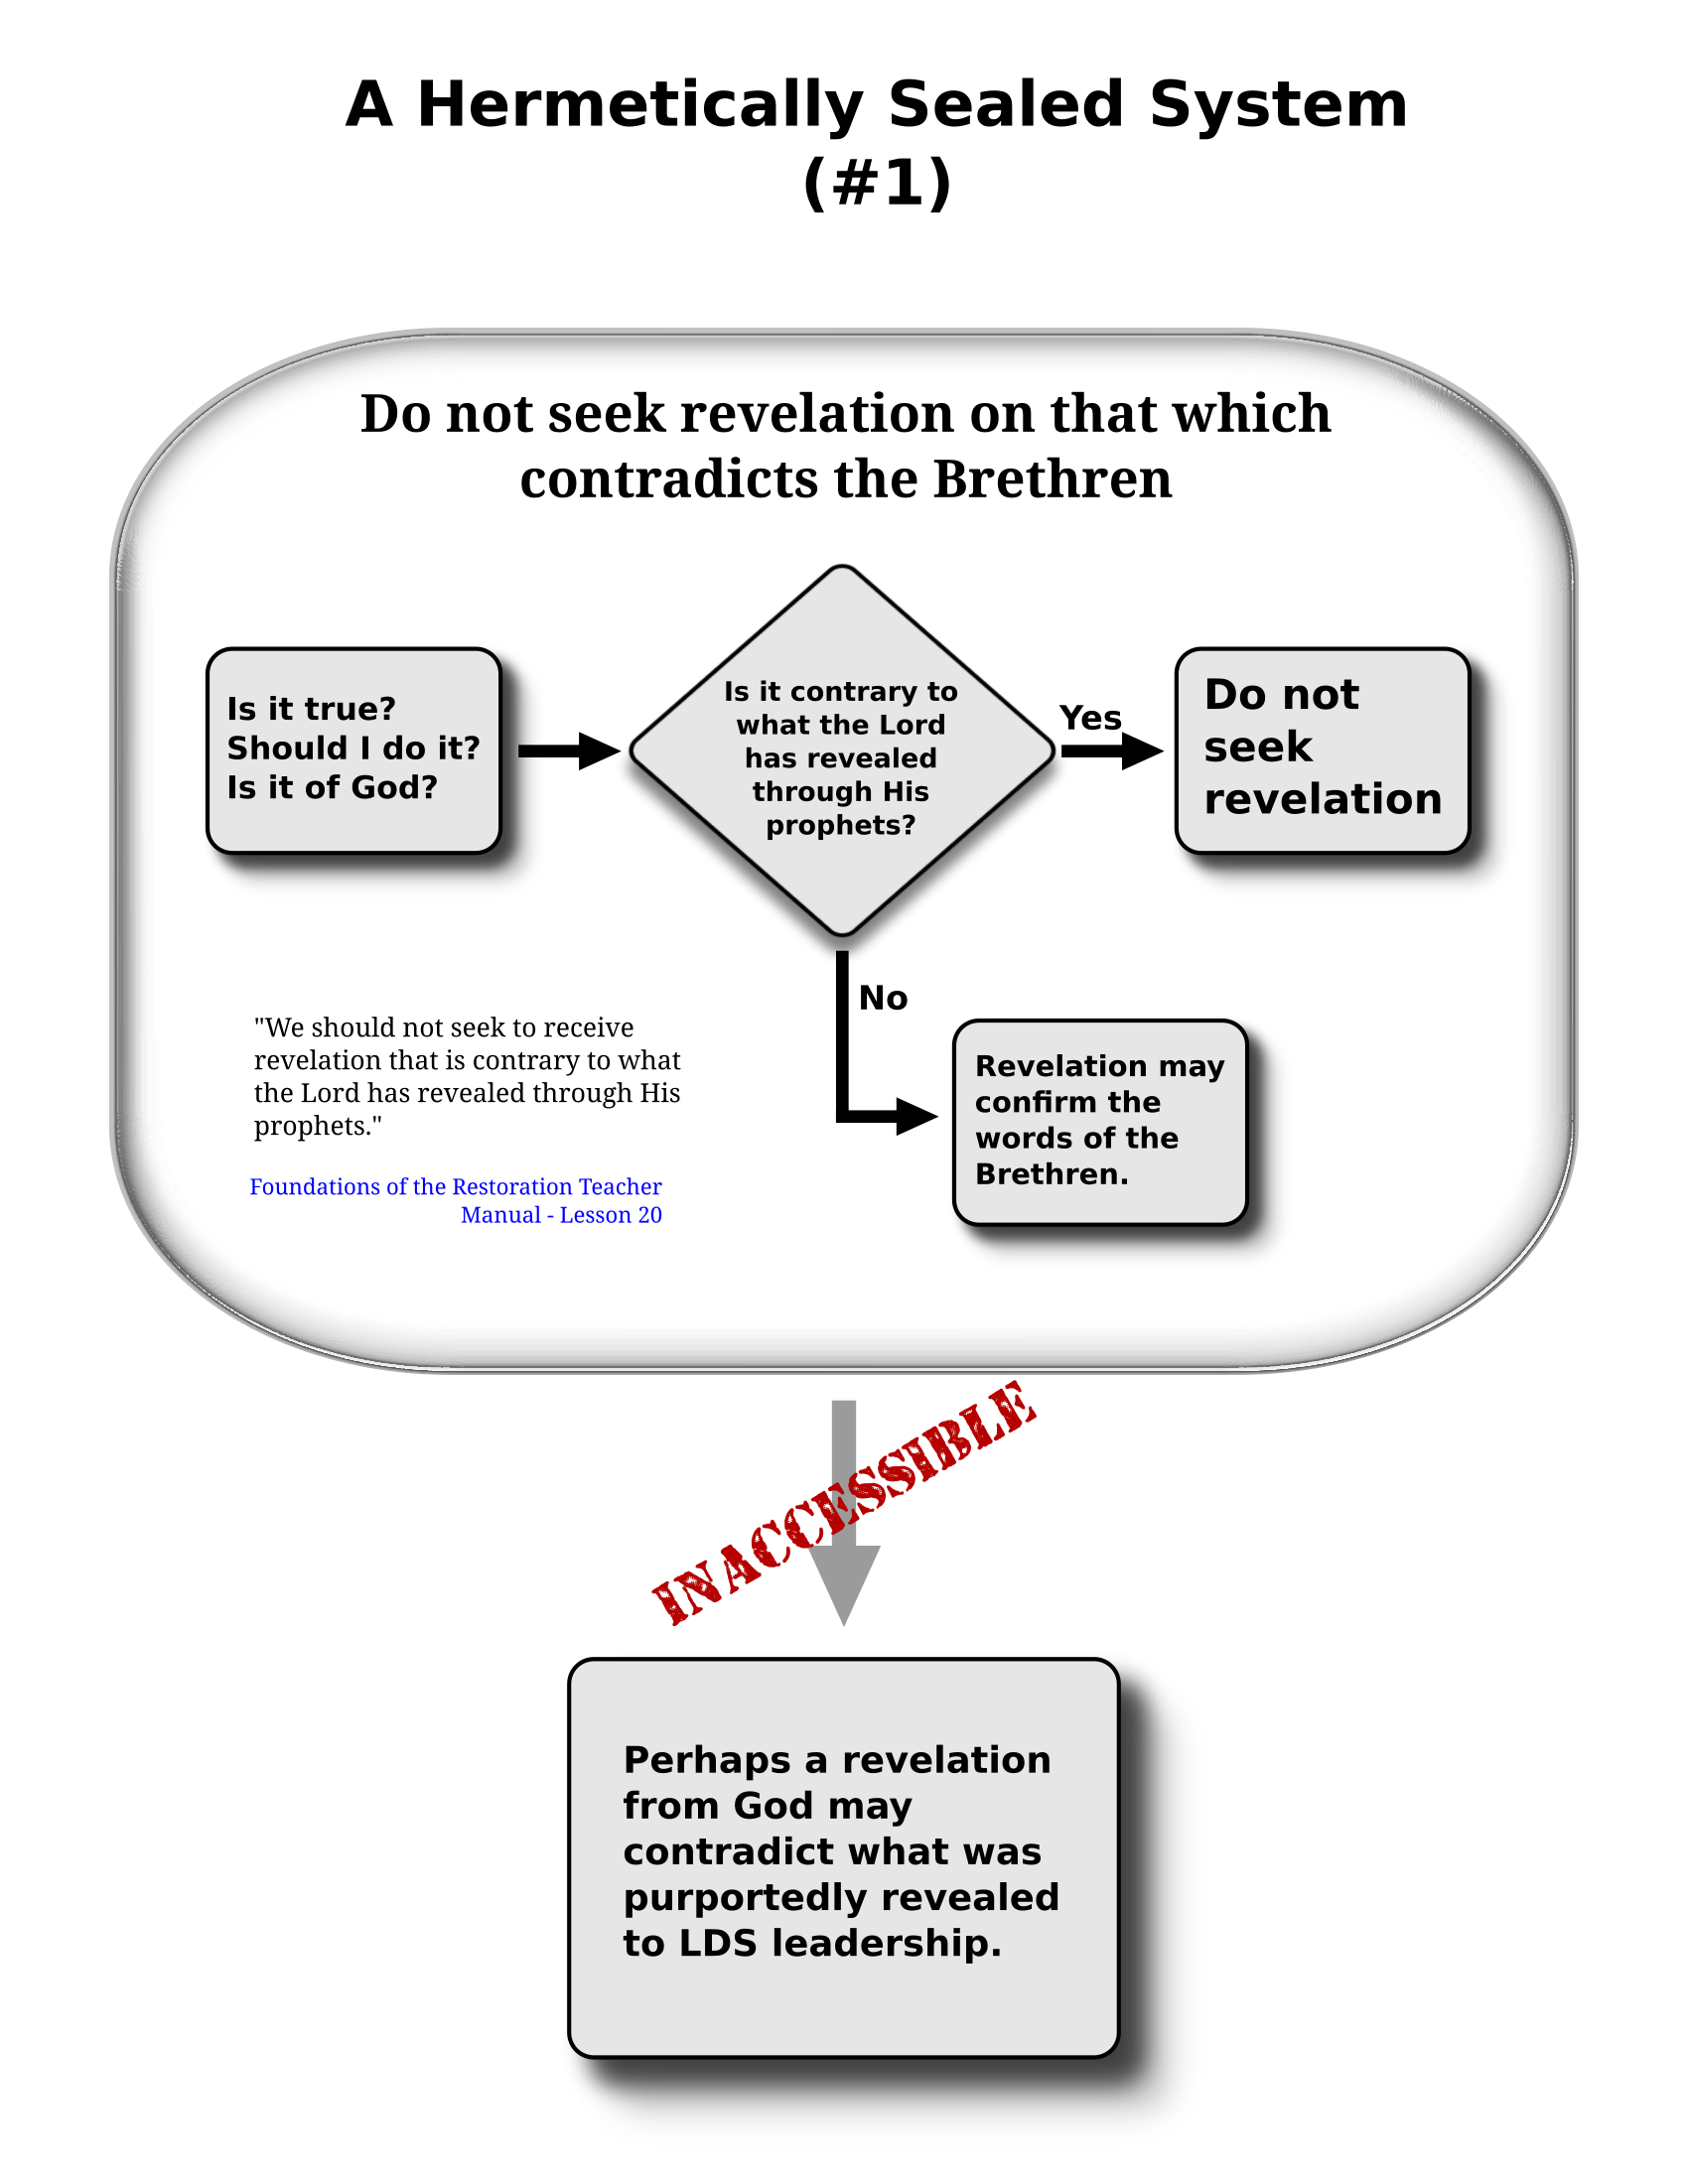 A Hermetically Sealed System
(#1)
Do not seek revelation on that which
contradicts the Brethren
Is it true?
Should I do it?
Is it of God?
Is it contrary to
what the Lord
has revealed
through His
prophets?
Yes
Do not
seek
revelation
No
"We should not seek to receive
revelation that is contrary to what
the Lord has revealed through His
prophets."
Foundations of the Restoration Teacher
Manual - Lesson 20
Revelation may
confirm the
words of the
Brethren.
INACCESSIBLE
Perhaps a revelation
from God may
contradict what was
purportedly revealed
to LDS leadership.